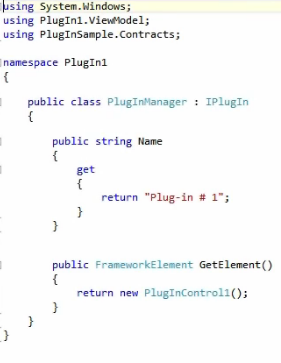 using System.Windows;
using PlugIn1.ViewModel;
using PlugInSample.Contracts;
namespace PlugIn1
{
public class PlugInManager : IPlugIn
{
public string Name
{
get
{
return "Plug-in # 1";
}
}
public FrameworkElement GetElement()
{
return new PlugInControl1();
}
}
}